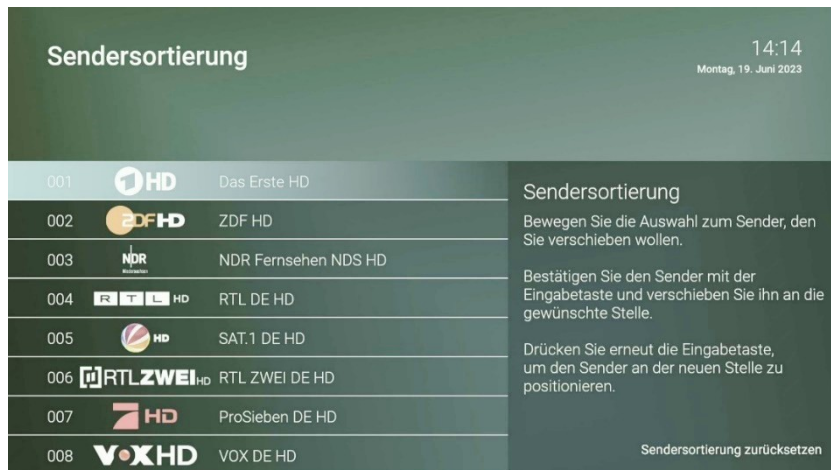 Sendersortierung
14:14
Montag, 19. Juni 2023
001 HD Das Erste HD
002 ZDF HD ZDF HD
003 NDR Niedersachsen NDR Fernsehen NDS HD
004 RTL HD RTL DE HD
005 HD SAT.1 DE HD
006 RTLZWEI HD RTL ZWEI DE HD
007 HD ProSieben DE HD
008 VOX HD VOX DE HD
Sendersortierung
Bewegen Sie die Auswahl zum Sender, den
Sie verschieben wollen.
Bestätigen Sie den Sender mit der
Eingabetaste und verschieben Sie ihn an die
gewünschte Stelle.
Drücken Sie erneut die Eingabetaste,
um den Sender an der neuen Stelle zu
positionieren.
Sendersortierung zurücksetzen